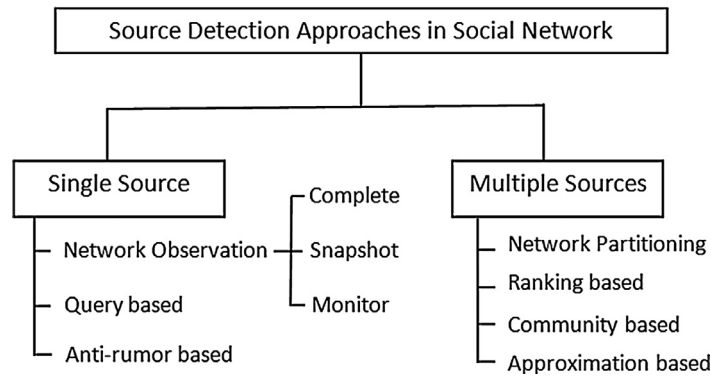 Source Detection Approaches in Social Network
Single Source
Multiple Sources
Network Observation
Complete
Snapshot
Monitor
Query based
Anti-rumor based
Network Partitioning
Ranking based
Community based
Approximation based